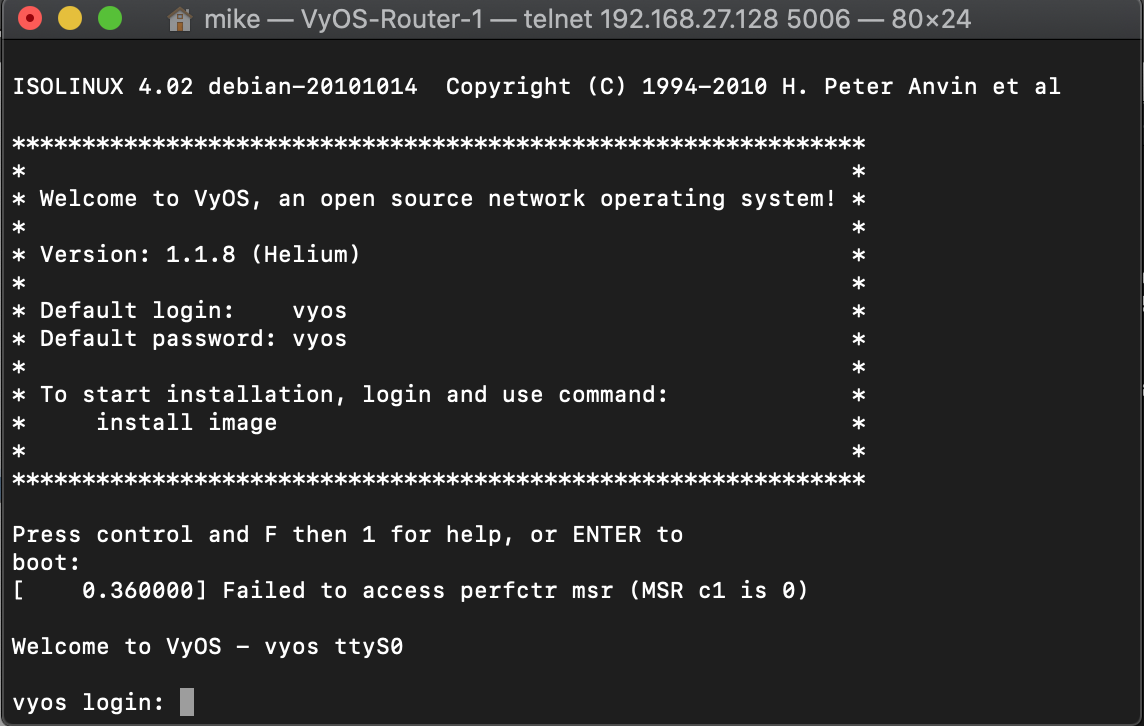 mike — VyOS-Router-1 — telnet 192.168.27.128 5006 — 80×24
ISOLINUX 4.02 debian-20101014  Copyright (C) 1994-2010 H. Peter Anvin et al
*************************************************************
*                                                           *
* Welcome to VyOS, an open source network operating system! *
*                                                           *
* Version: 1.1.8 (Helium)                                   *
*                                                           *
* Default login:    vyos                                    *
* Default password: vyos                                    *
*                                                           *
* To start installation, login and use command:             *
*     install image                                         *
*                                                           *
*************************************************************
Press control and F then 1 for help, or ENTER to
boot:
[    0.360000] Failed to access perfctr msr (MSR c1 is 0)
Welcome to VyOS - vyos ttyS0
vyos login: